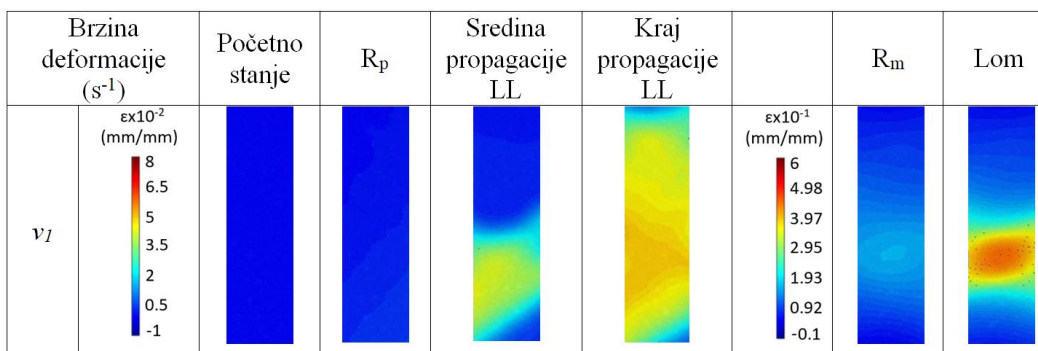 Brzina
deformacije
(s-1)
Početno
stanje
Rp
Sredina
propagacije
LL
Kraj
propagacije
LL
Rm
Lom
v1
εx10-2
(mm/mm)
8
6.5
5
3.5
2
0.5
-1
εx10-1
(mm/mm)
6
4.98
3.97
2.95
1.93
0.92
-0.1